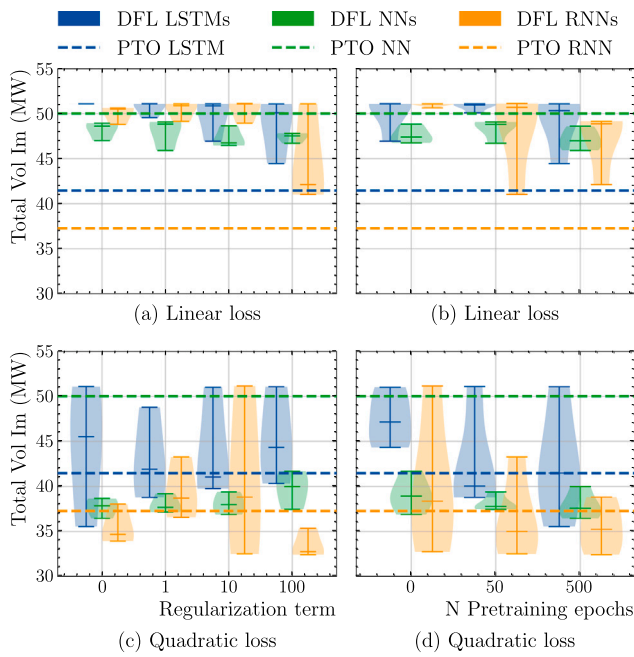 DFL LSTMs DFL NNs DFL RNNs
PTO LSTM PTO NN PTO RNN
55
50
45
40
35
30
Total Vol Im (MW)
(a) Linear loss (b) Linear loss
55
50
45
40
35
30
Total Vol Im (MW)
0 1 10 100 0 50 500
Regularization term N Pretraining epochs
(c) Quadratic loss (d) Quadratic loss